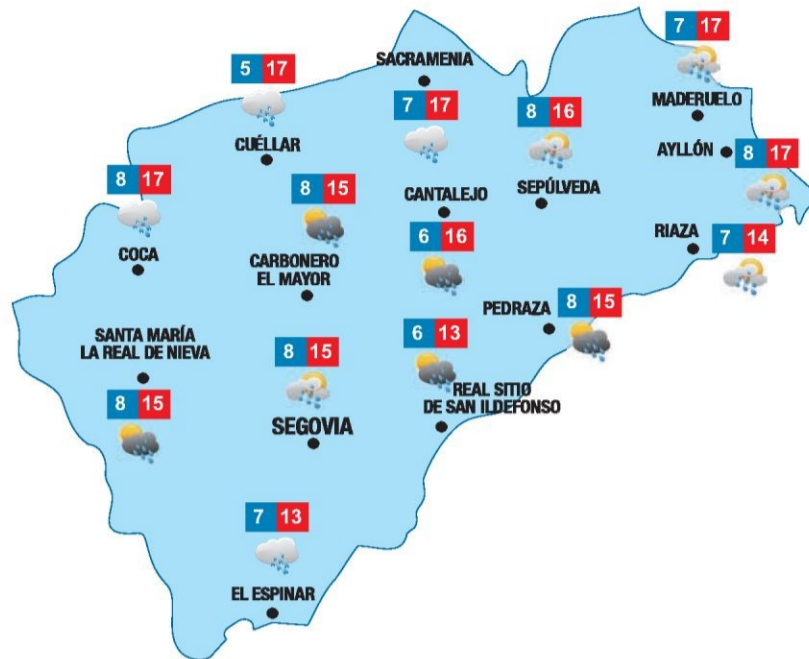 7 17
MADERUELO
5 17
CUÉLLAR
SACRAMENIA
7 17
8 16
SEPÚLVEDA
AYLLÓN
8 17
8 17
COCA
8 15
CARBONERO
EL MAYOR
CANTALEJO
6 16
RIAZA
7 14
PEDRAZA
8 15
SANTA MARÍA
LA REAL DE NIEVA
8 15
8 15
SEGOVIA
6 13
REAL SITIO
DE SAN ILDEFONSO
7 13
EL ESPINAR